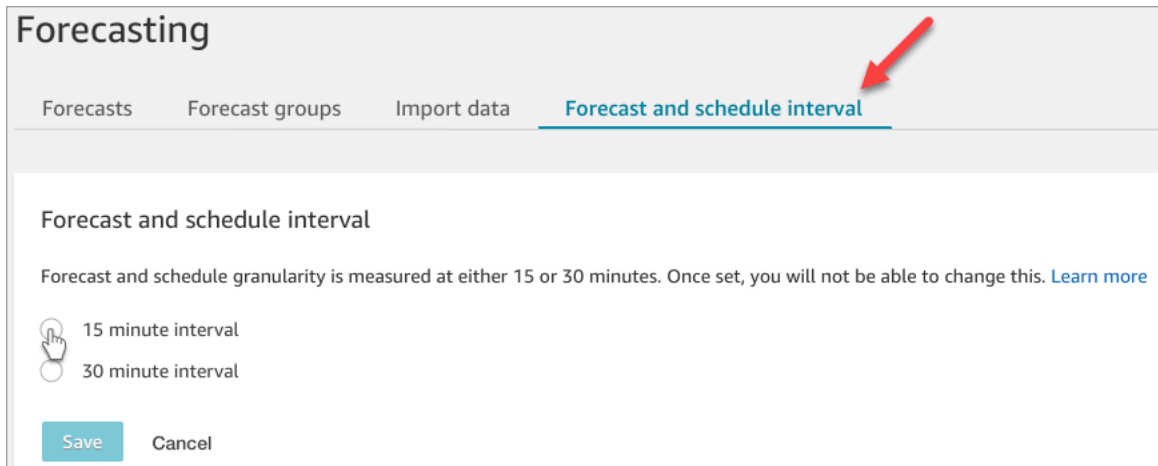 Forecasting
Forecasts Forecast groups Import data Forecast and schedule interval
Forecast and schedule interval
Forecast and schedule granularity is measured at either 15 or 30 minutes. Once set, you will not be able to change this. Learn more
15 minute interval
30 minute interval
Save Cancel